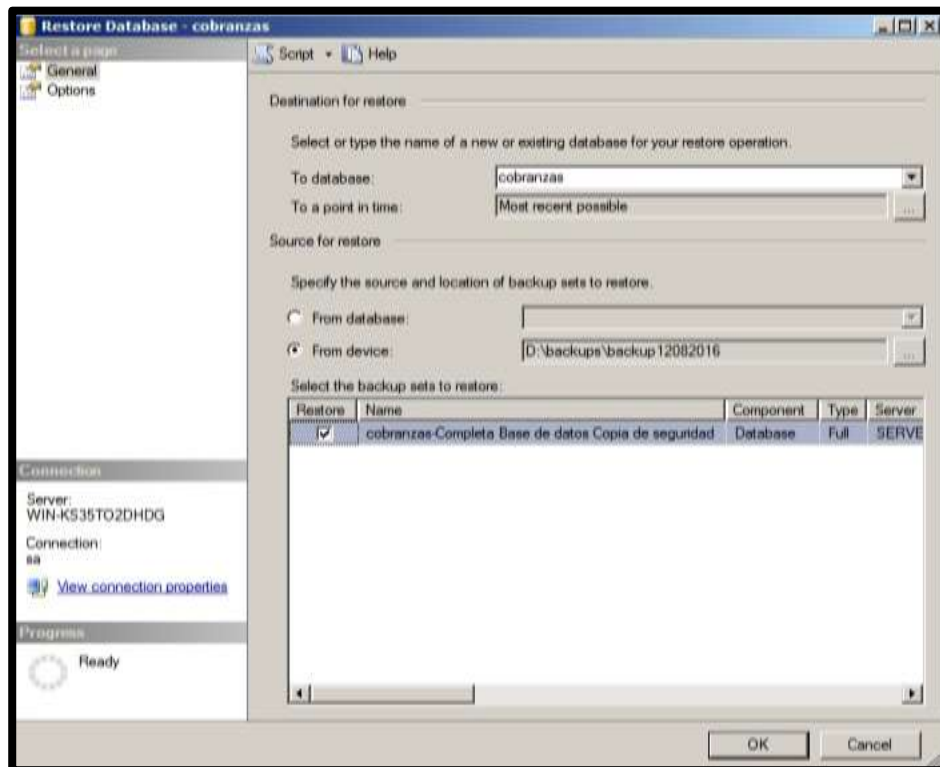 Restore Database - cobranzas
Select a page
General
Options
Script Help
Destination for restore
Select or type the name of a new or existing database for your restore operation.
To database: cobranzas
To a point in time: Most recent possible ...
Source for restore
Specify the source and location of backup sets to restore.
From database:
From device: D:\backups\backup12082016 ...
Select the backup sets to restore:
Restore Name Component Type Server
cobranzas-Completa Base de datos Copia de seguridad Database Full SERVE
Connection
Server:
WIN-KS35TO2DHDG
Connection:
sa
View connection properties
Progress
Ready
OK Cancel